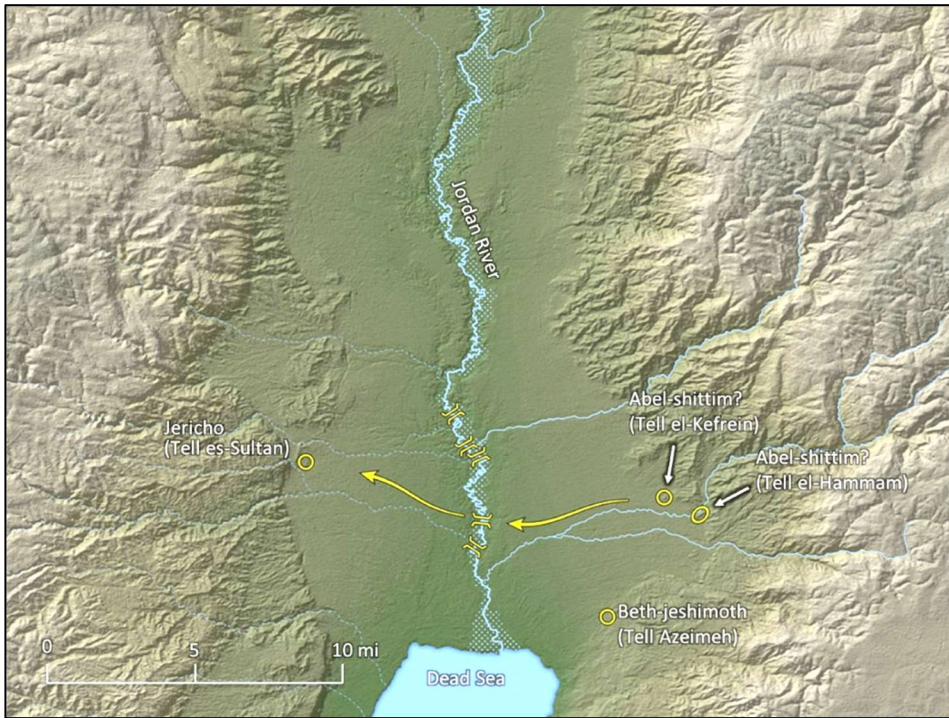 Jordan River
Abel-shittim?
(Tell el-Kefrein)
Jericho
(Tell es-Sultan)
Abel-shittim?
(Tell el-Hammam)
Beth-jeshimoth
(Tell Azeimeh)
0 5 10 mi
Dead Sea